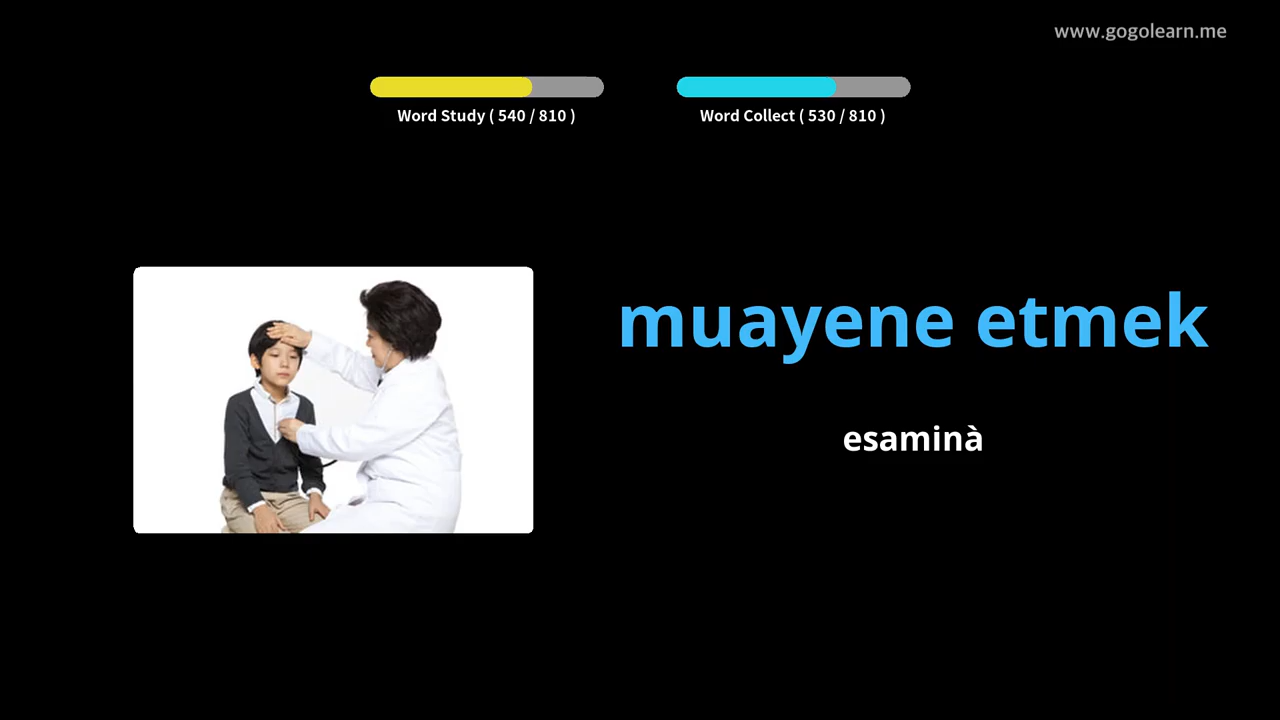 www.gogolearn.me
Word Study ( 540 / 810 )
Word Collect ( 530 / 810 )
muayene etmek
esaminà